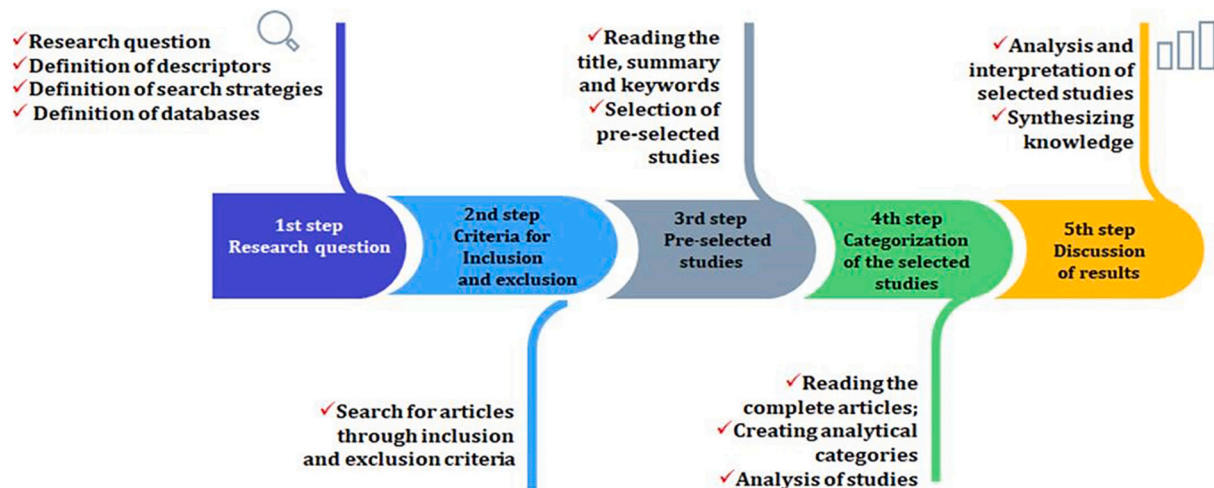 ✓Research question
✓Definition of descriptors
✓Definition of search strategies
✓ Definition of databases
✓Reading the
title, summary
and keywords
✓Selection of
pre-selected
studies
✓Analysis and
interpretation of
selected studies
✓Synthesizing
knowledge
1st step
Research question
2nd step
Criteria for
Inclusion
and exclusion
3rd step
Pre-selected
studies
4th step
Categorization
of the selected
studies
5th step
Discussion
of results
✓Search for articles
through inclusion
and exclusion criteria
✓Reading the
complete articles;
✓Creating analytical
categories
✓Analysis of studies